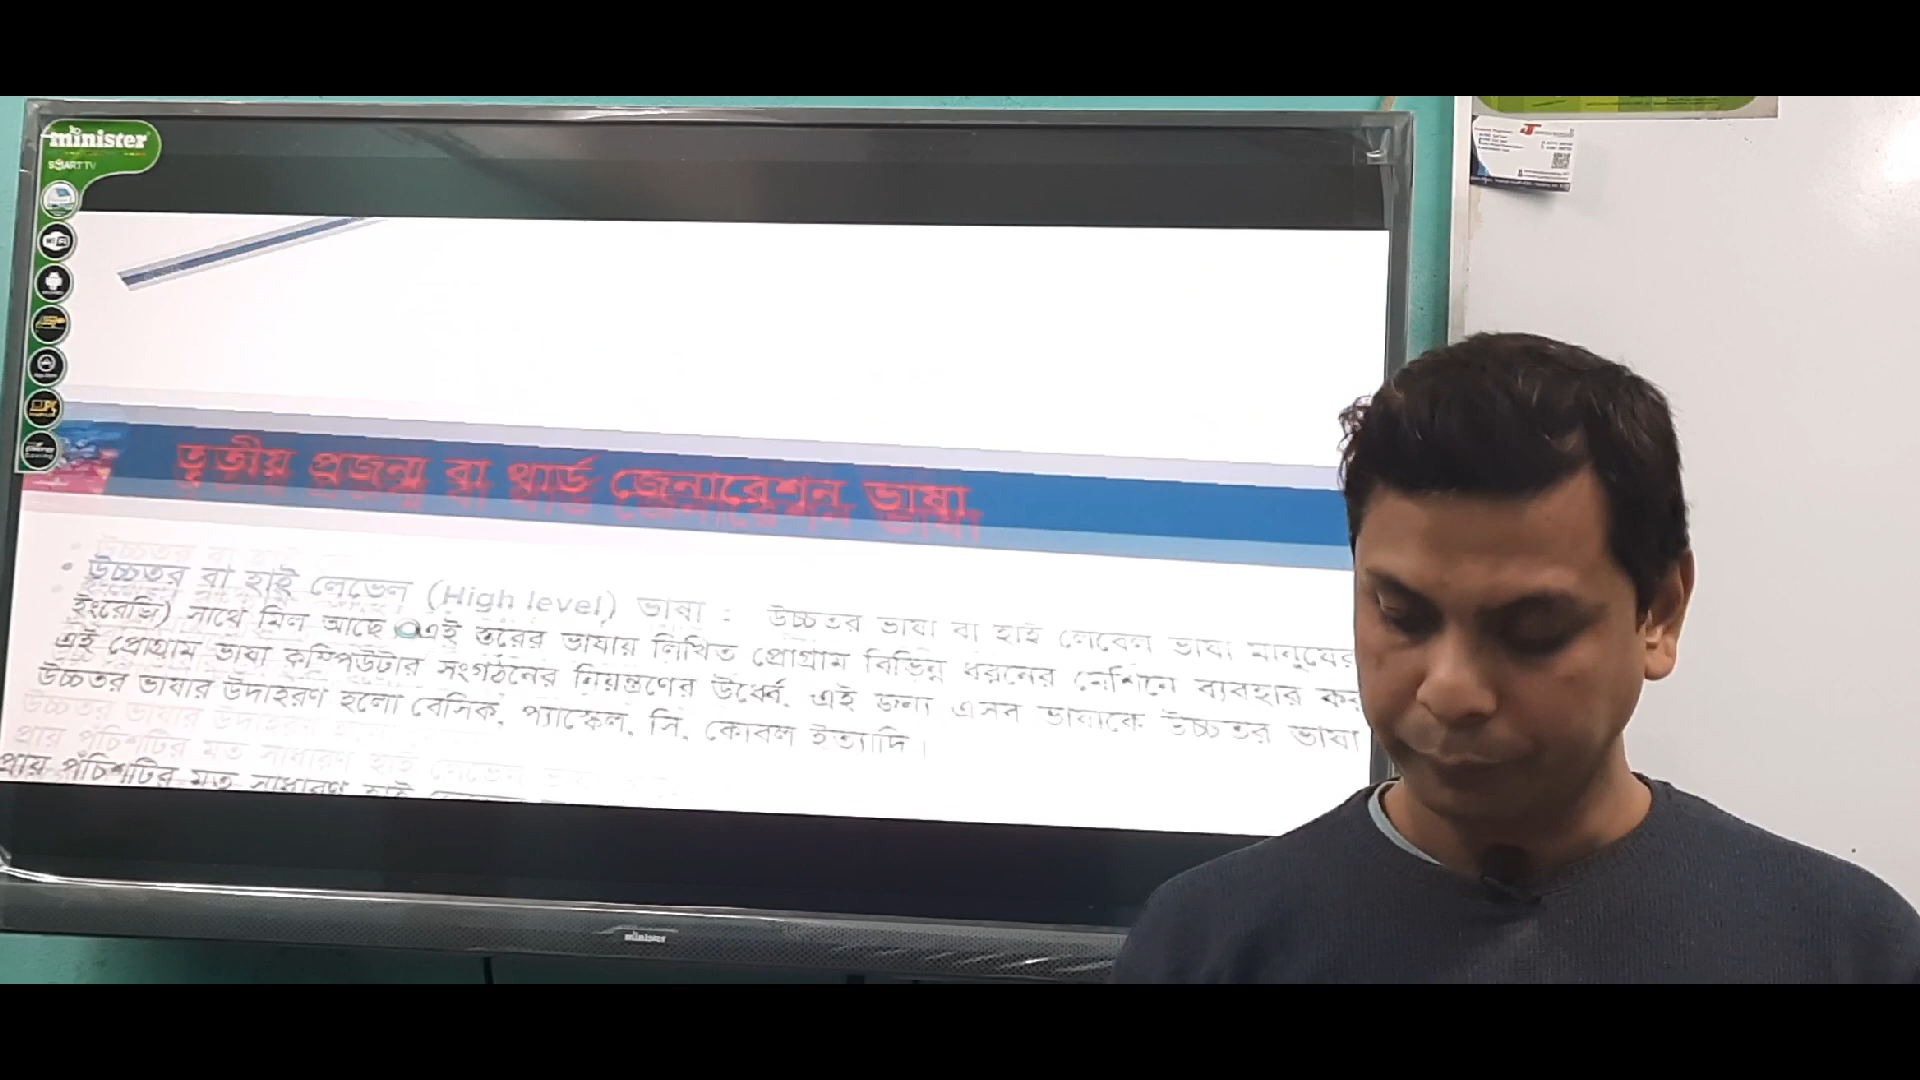 minister
SMART TV
তৃতীয় প্রজন্ম বা থার্ড জেনারেশন ভাষা
• উচ্চতর বা হাই লেভেল (High level) ভাষা : উচ্চতর ভাষা বা হাই লেবেল ভাষা মানুষের
ইংরেজি) সাথে মিল আছে এই স্তরের ভাষায় লিখিত প্রোগ্রাম বিভিন্ন ধরনের মেশিনে ব্যবহার কর
এই প্রোগ্রাম ভাষা কম্পিউটার সংগঠনের নিয়ন্ত্রণের উর্ধ্বে, এই জন্য এসব ভাষাকে উচ্চতর ভাষা
উচ্চতর ভাষার উদাহরণ হলো বেসিক, প্যাস্কেল, সি, কোবল ইত্যাদি।
প্রায় পঁচিশটির মত সাধারণ হাই
minister